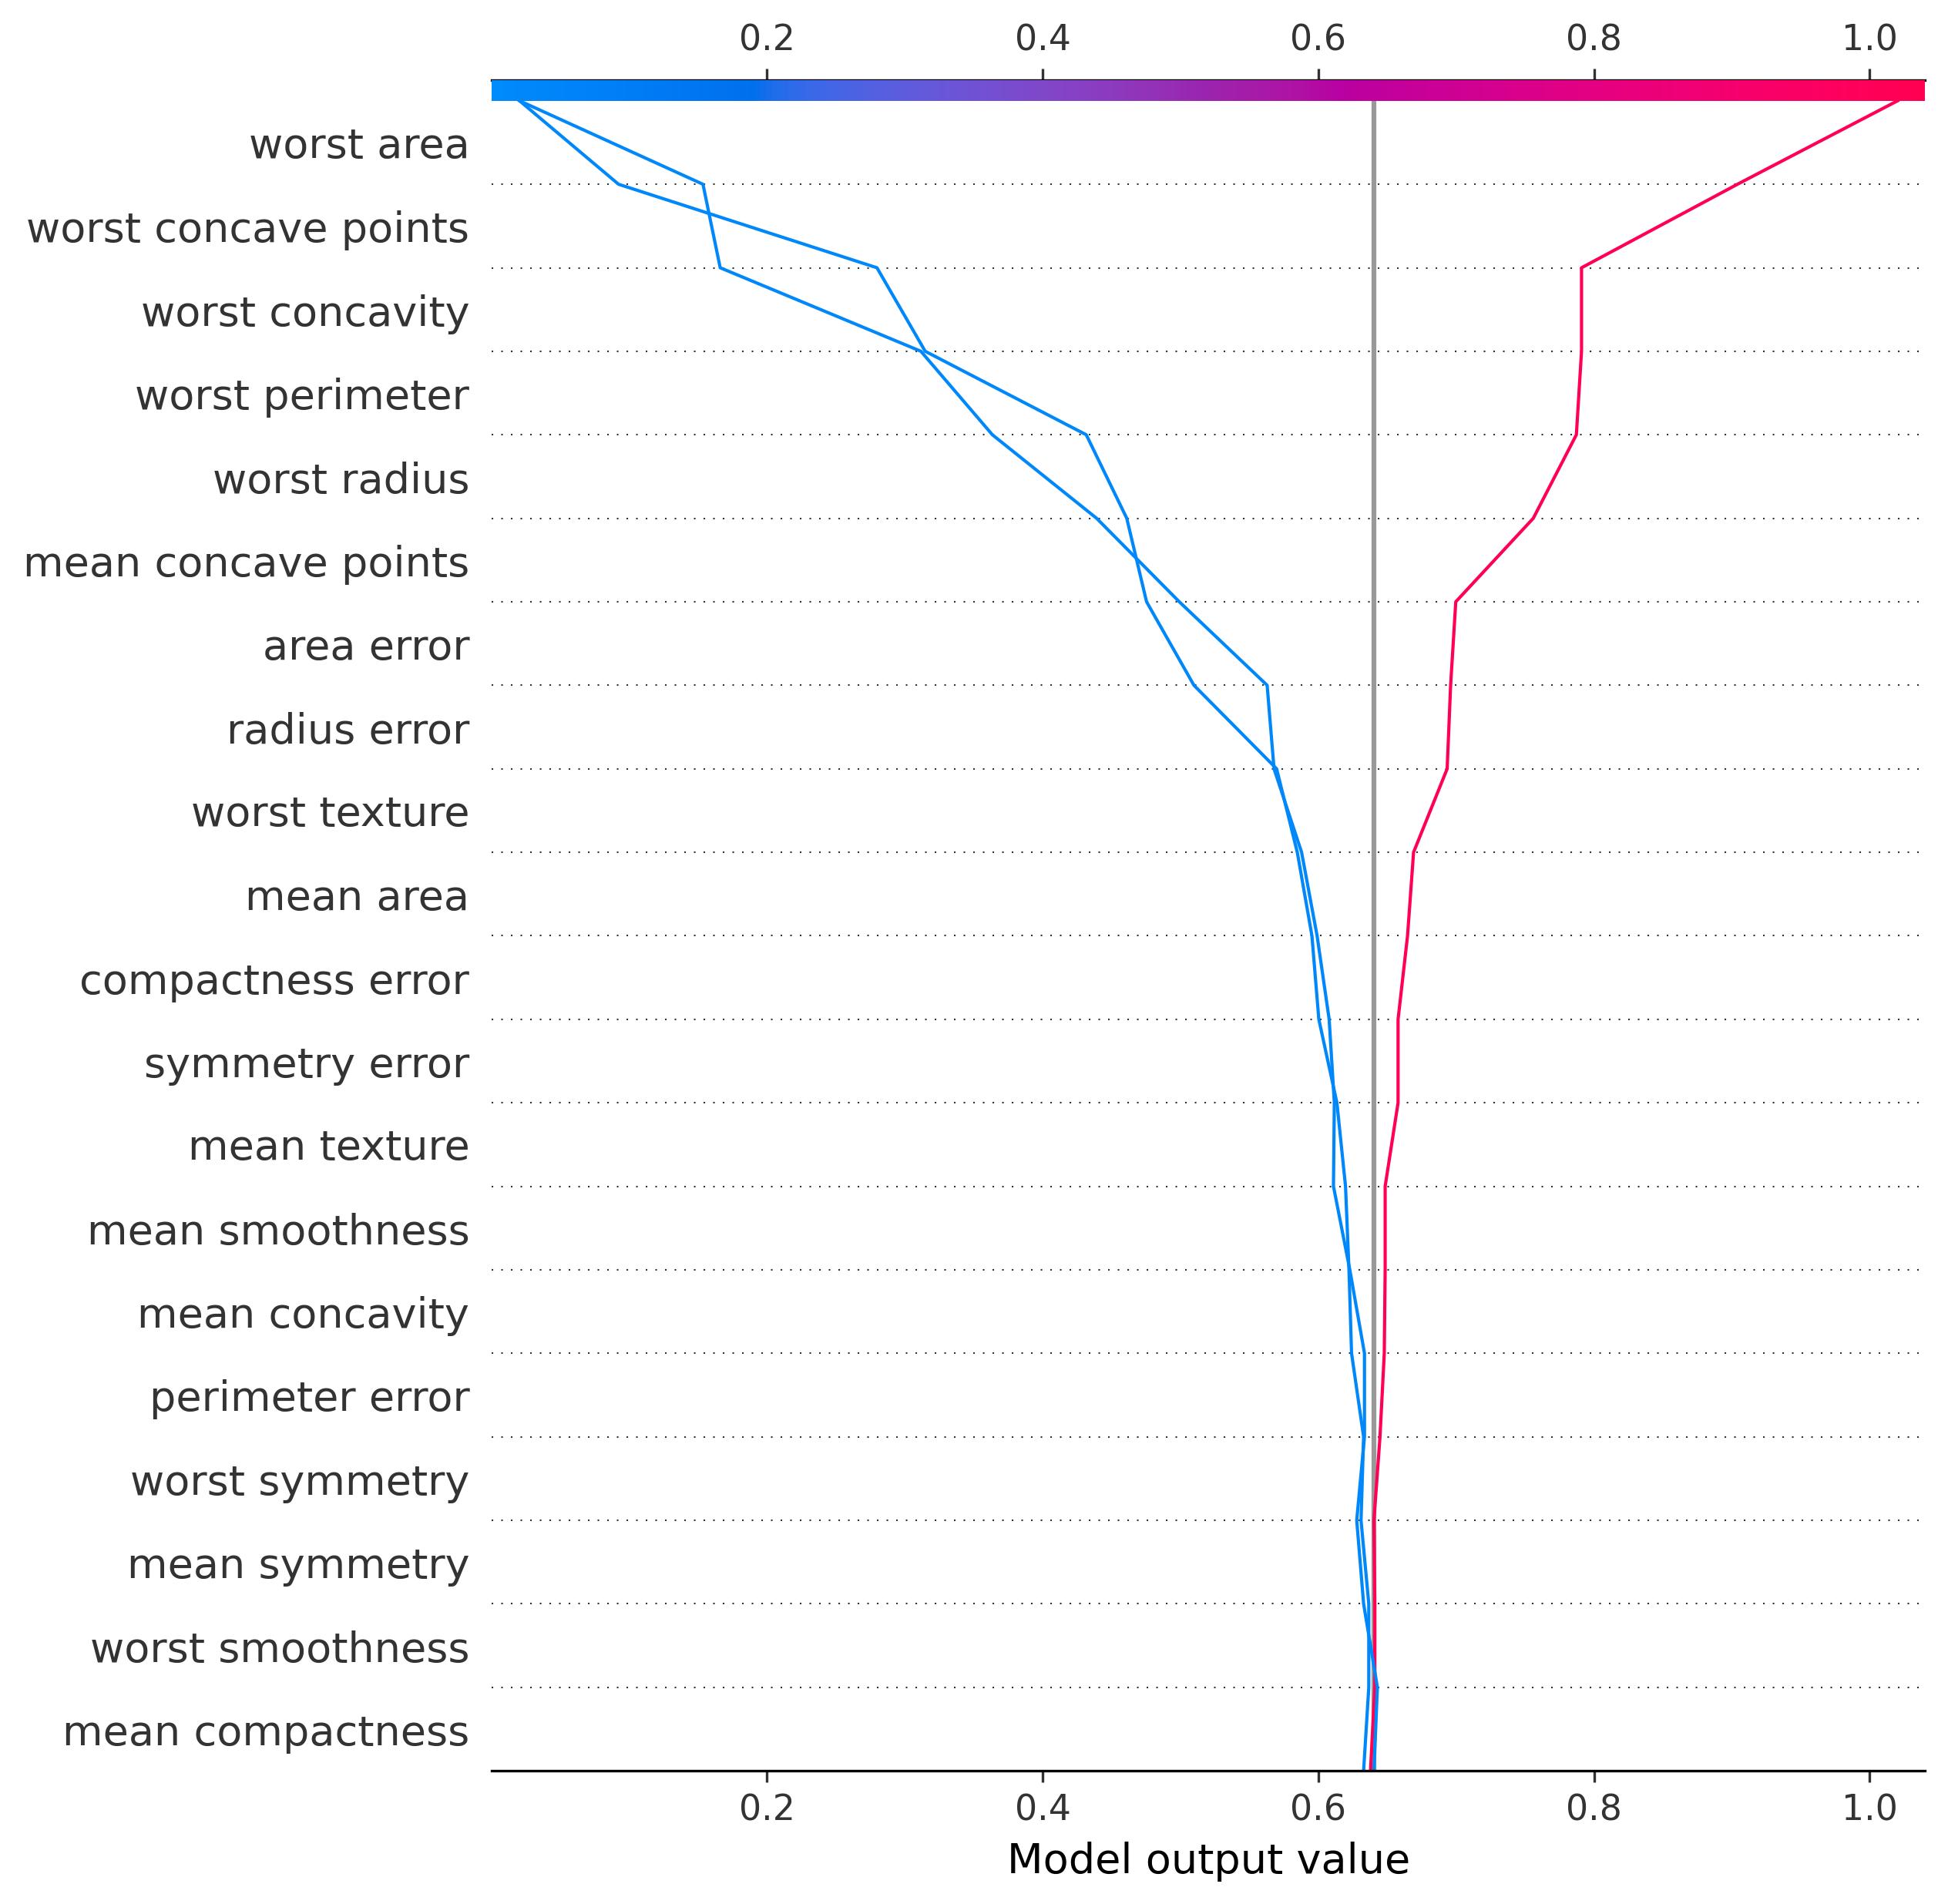 0.2 0.4 0.6 0.8 1.0
worst area
worst concave points
worst concavity
worst perimeter
worst radius
mean concave points
area error
radius error
worst texture
mean area
compactness error
symmetry error
mean texture
mean smoothness
mean concavity
perimeter error
worst symmetry
mean symmetry
worst smoothness
mean compactness
0.2 0.4 0.6 0.8 1.0
Model output value